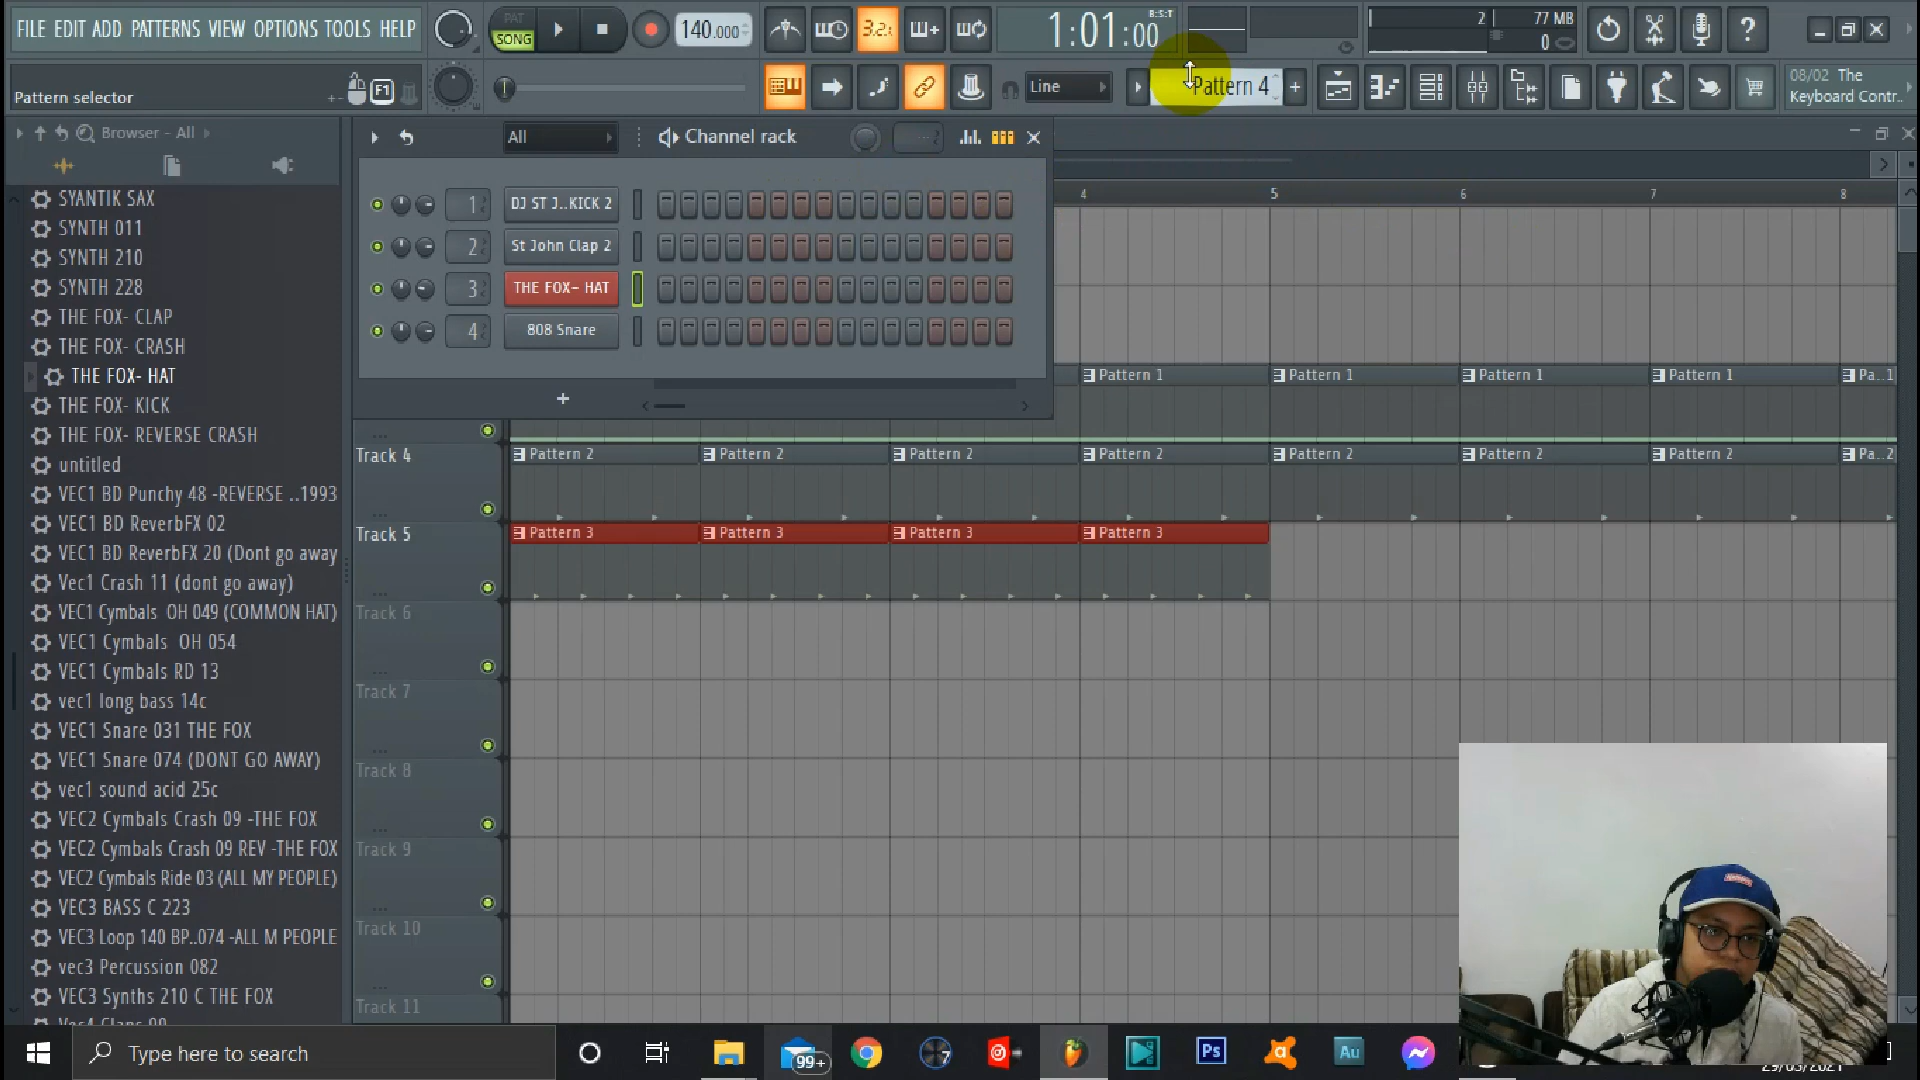 FILE EDIT ADD PATTERNS VIEW OPTIONS TOOLS HELP
PAT
SONG
140.000
3.2
1:01:00
B:S:T
2
77 MB
0
Pattern selector
F1
Line
Pattern 4
08/02 The
Keyboard Contr..
Browser - All
All
Channel rack
1 DJ ST J..KICK 2
2 St John Clap 2
3 THE FOX- HAT
4 808 Snare
SYANTIK SAX
SYNTH 011
SYNTH 210
SYNTH 228
THE FOX- CLAP
THE FOX- CRASH
THE FOX- HAT
THE FOX- KICK
THE FOX- REVERSE CRASH
untitled
VEC1 BD Punchy 48 -REVERSE ..1993
VEC1 BD ReverbFX 02
VEC1 BD ReverbFX 20 (Dont go away
Vec1 Crash 11 (dont go away)
VEC1 Cymbals OH 049 (COMMON HAT)
VEC1 Cymbals OH 054
VEC1 Cymbals RD 13
vec1 long bass 14c
VEC1 Snare 031 THE FOX
VEC1 Snare 074 (DONT GO AWAY)
vec1 sound acid 25c
VEC2 Cymbals Crash 09 -THE FOX
VEC2 Cymbals Crash 09 REV -THE FOX
VEC2 Cymbals Ride 03 (ALL MY PEOPLE)
VEC3 BASS C 223
VEC3 Loop 140 BP..074 -ALL M PEOPLE
vec3 Percussion 082
VEC3 Synths 210 C THE FOX
4 5 6 7 8
Pattern 1 Pattern 1 Pattern 1 Pattern 1 Pa..1
Track 4
Pattern 2 Pattern 2 Pattern 2 Pattern 2 Pattern 2 Pattern 2 Pattern 2 Pa..2
Track 5
Pattern 3 Pattern 3 Pattern 3 Pattern 3
Track 6
Track 7
Track 8
Track 9
Track 10
Track 11
Type here to search
99+
7
Ps
a
Au